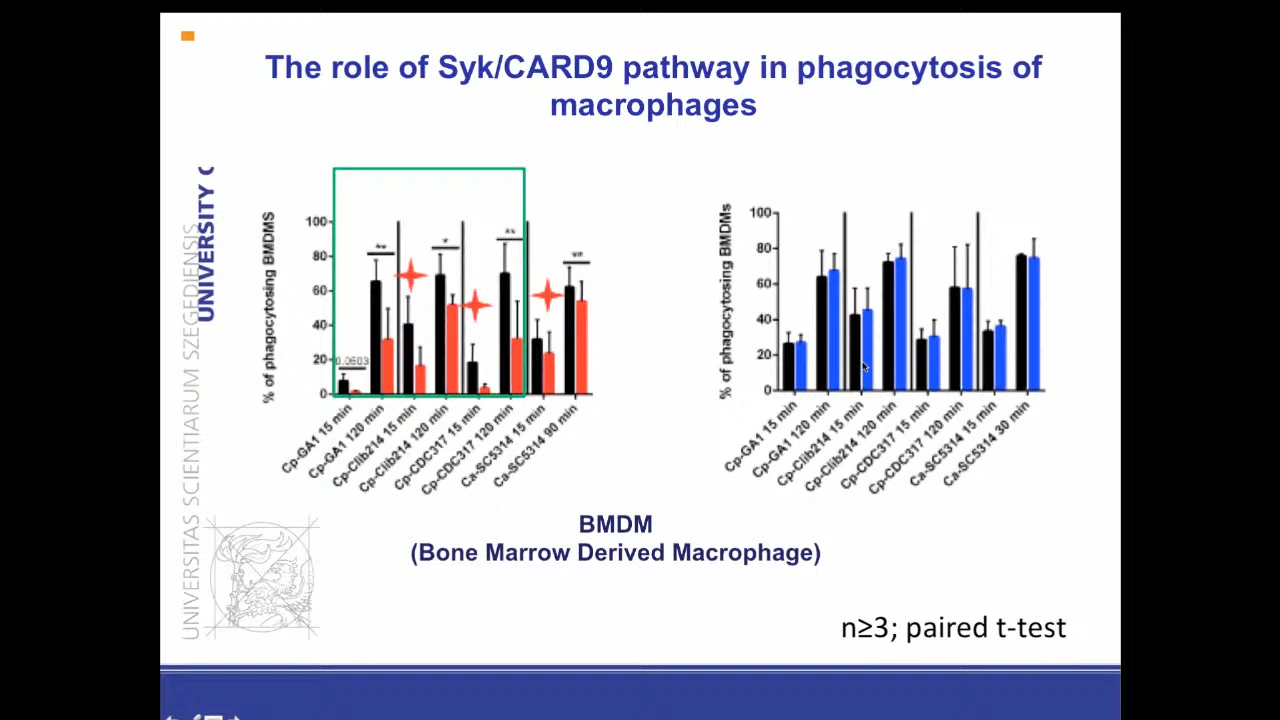 The role of Syk/CARD9 pathway in phagocytosis of
macrophages
UNIVERSITAS SCIENTIARUM SZEGEDIENSIS
UNIVERSITY
% of phagocytosing BMDMS
100
80
60
40
20
0
0.0603
**
*
**
**
Cp-GA1 15 min
Cp-GA1 120 min
Cp-Clib214 15 min
Cp-Clib214 120 min
Cp-CDC317 15 min
Cp-CDC317 120 min
Ca-SC5314 15 min
Ca-SC5314 90 min
% of phagocytosing BMDMs
100
80
60
40
20
0
Cp-GA1 15 min
Cp-GA1 120 min
Cp-Clib214 15 min
Cp-Clib214 120 min
Cp-CDC317 15 min
Cp-CDC317 120 min
Ca-SC5314 15 min
Ca-SC5314 30 min
BMDM
(Bone Marrow Derived Macrophage)
n≥3; paired t-test